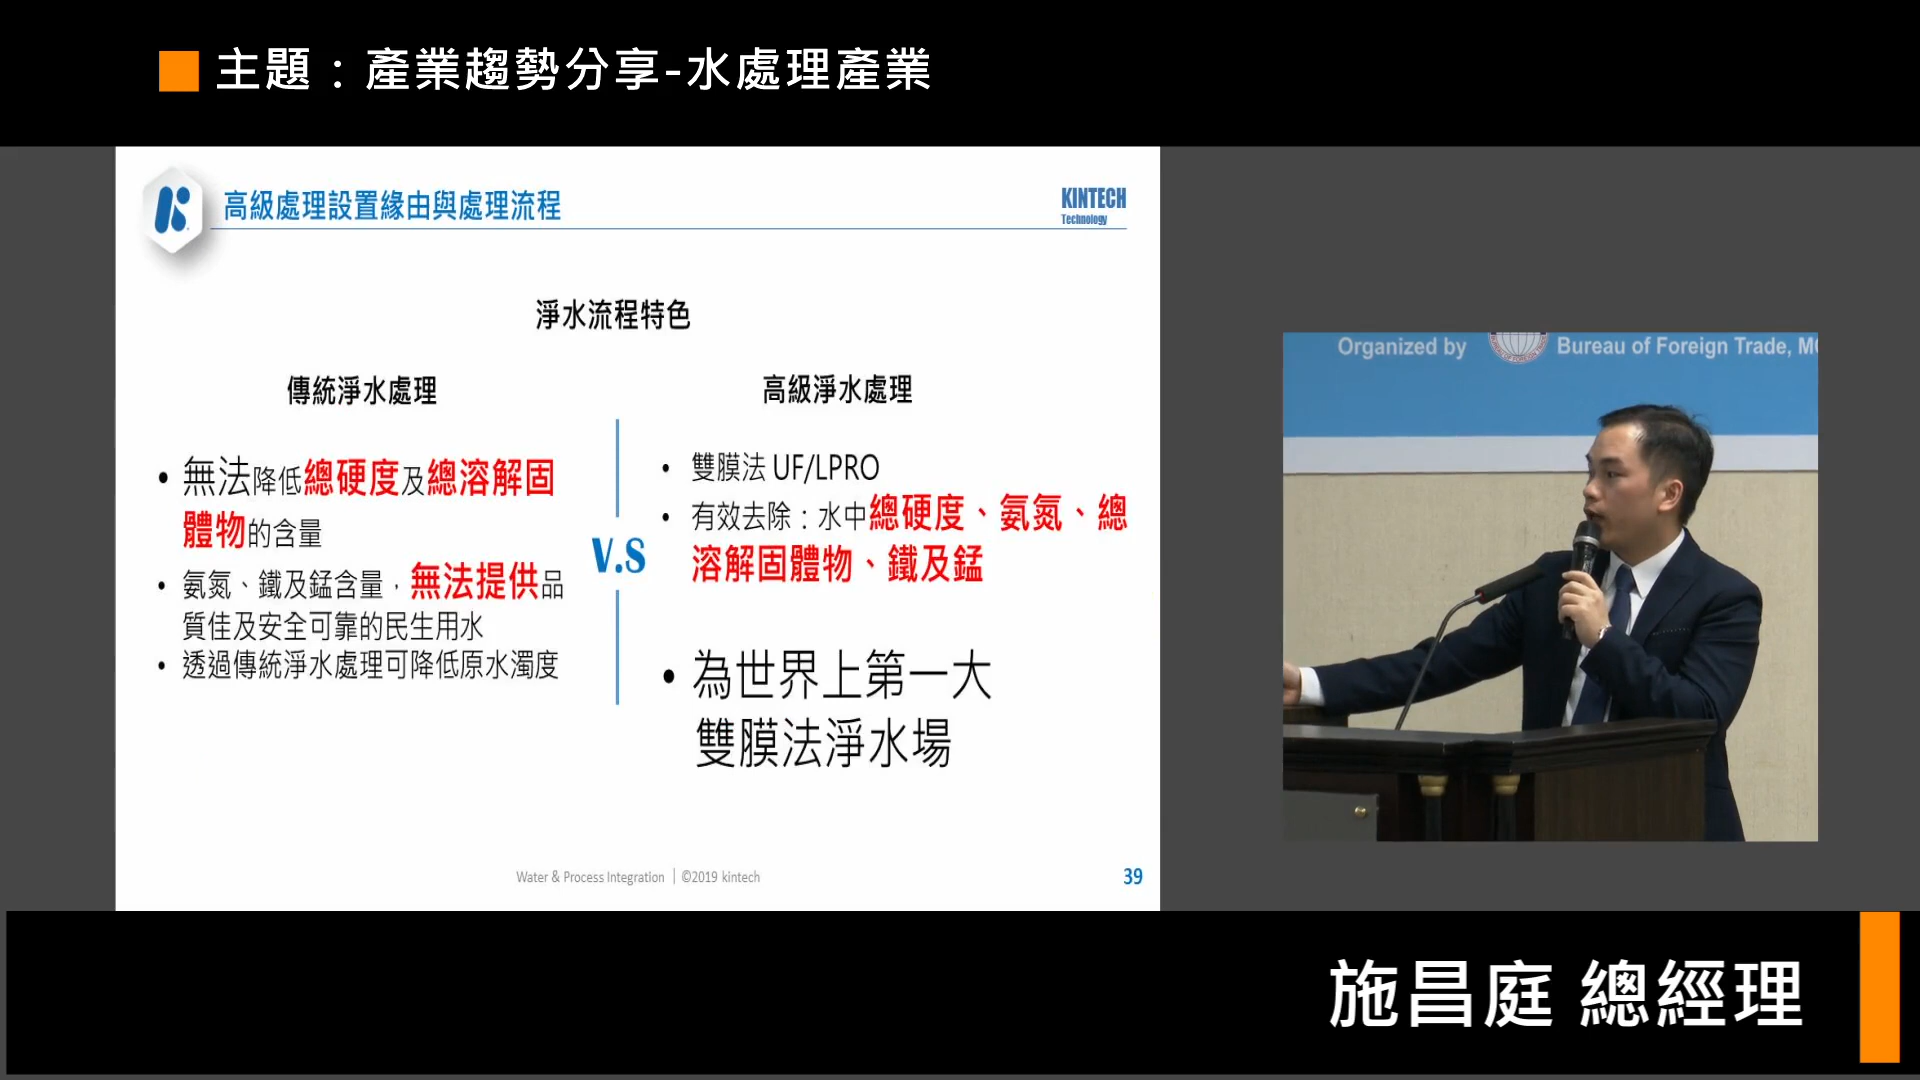 主題：產業趨勢分享-水處理產業
高級處理設置緣由與處理流程
KINTECH
Technology
淨水流程特色
傳統淨水處理
• 無法降低總硬度及總溶解固
體物的含量
• 氨氮、鐵及錳含量，無法提供品
質佳及安全可靠的民生用水
• 透過傳統淨水處理可降低原水濁度
V.S
高級淨水處理
• 雙膜法 UF/LPRO
• 有效去除：水中總硬度、氨氮、總
溶解固體物、鐵及錳
• 為世界上第一大
雙膜法淨水場
Water & Process Integration | ©2019 kintech
39
Organized by Bureau of Foreign Trade,
施昌庭 總經理